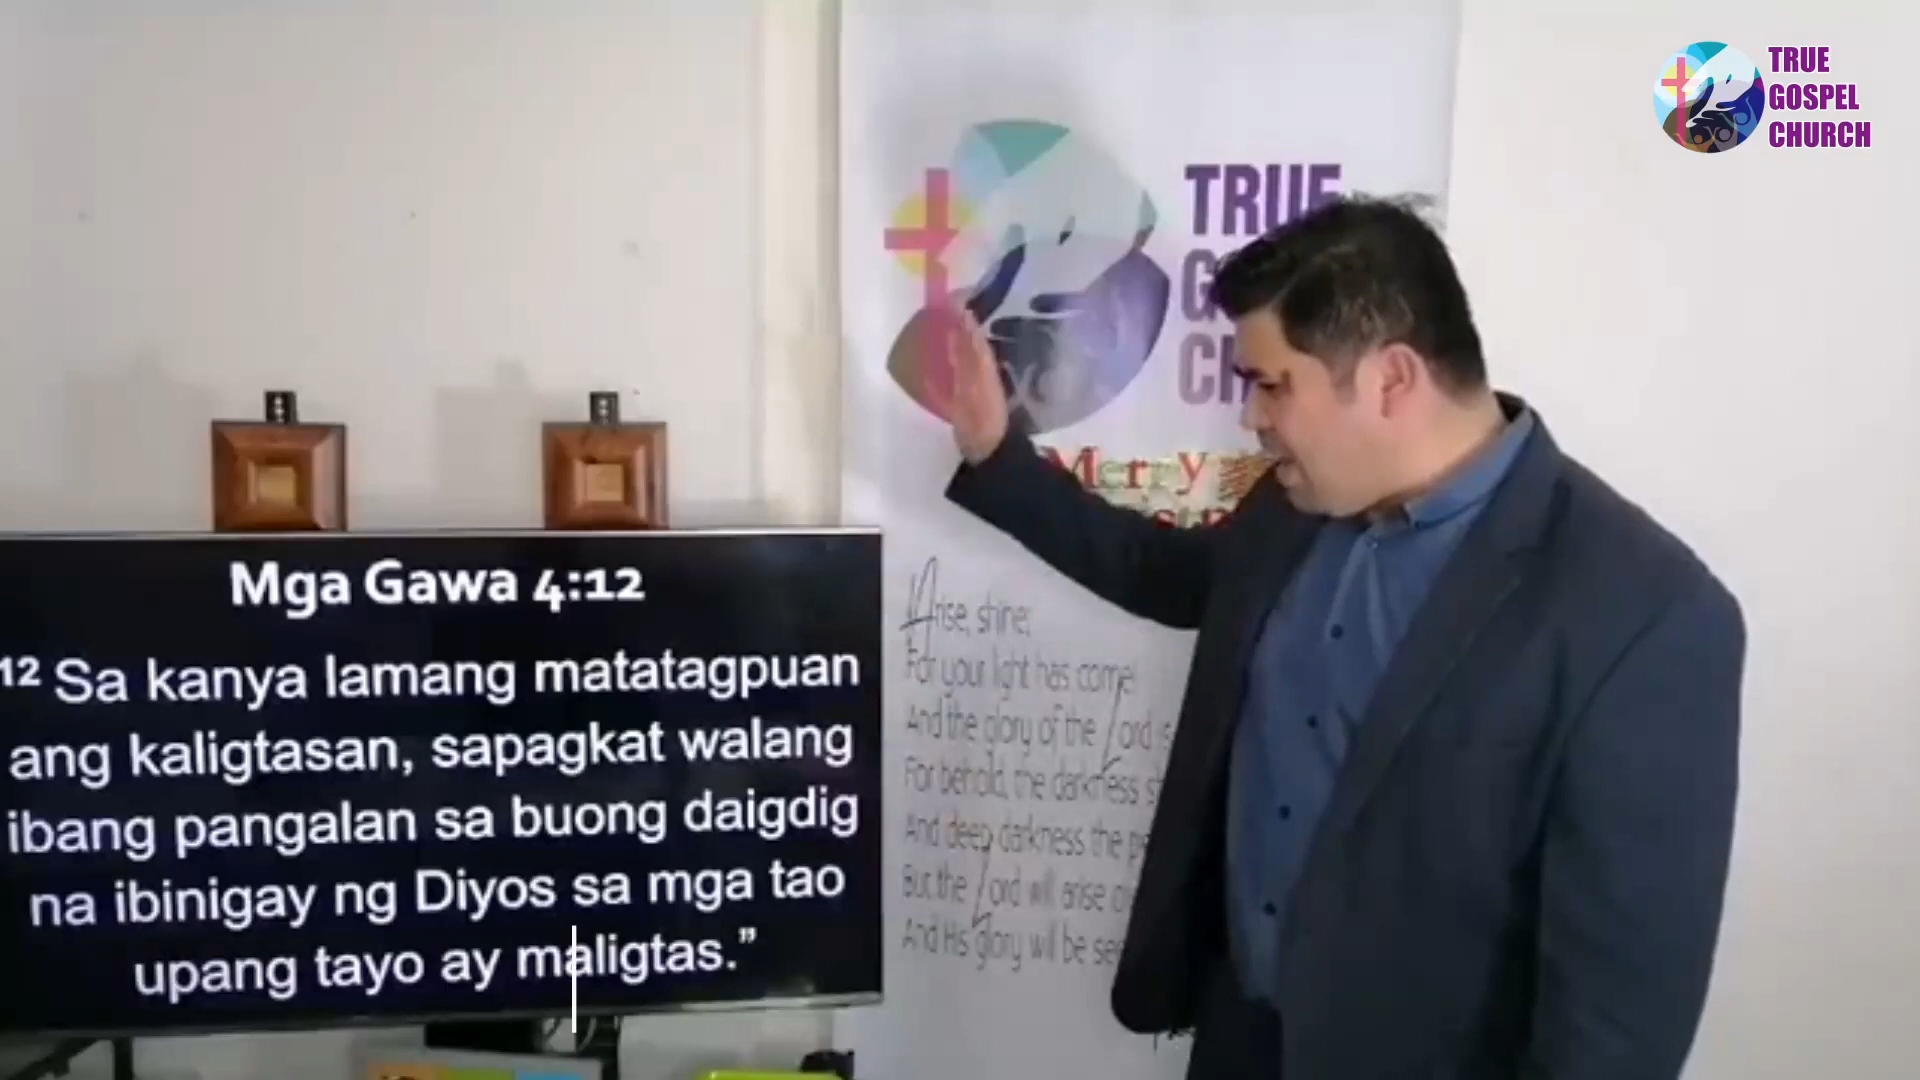 TRUE
GOSPEL
CHURCH
TRUE
Merry
Mga Gawa 4:12
12 Sa kanya lamang matatagpuan
ang kaligtasan, sapagkat walang
ibang pangalan sa buong daigdig
na ibinigay ng Diyos sa mga tao
upang tayo ay maligtas.”
Arise, shine;
For your light has come!
And the glory of the Lord is
For behold, the darkness
And deep darkness the
But the Lord will arise
And His glory will be